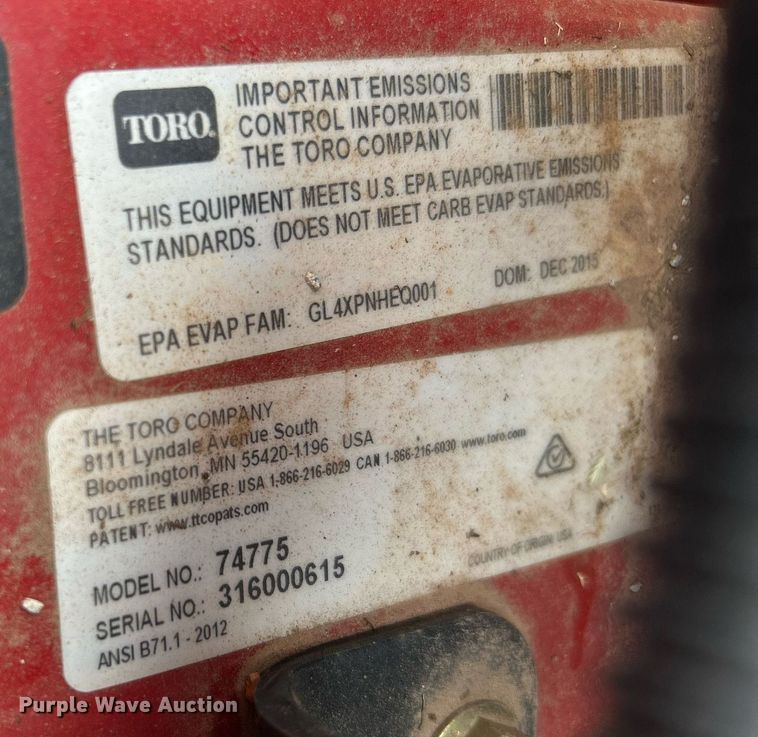 TORO.
IMPORTANT EMISSIONS
CONTROL INFORMATION
THE TORO COMPANY
THIS EQUIPMENT MEETS U.S. EPA EVAPORATIVE EMISSIONS
STANDARDS. (DOES NOT MEET CARB EVAP STANDARDS.)
EPA EVAP FAM: GL4XPNHEQ001
DOM: DEC 2015
THE TORO COMPANY
8111 Lyndale Avenue South
Bloomington, MN 55420-1196 USA
TOLL FREE NUMBER: USA 1-866-216-6029 CAN 1-866-216-6030 www.toro.com
PATENT: www.ttcopats.com
MODEL NO.: 74775
SERIAL NO.: 316000615
ANSI B71.1 - 2012
COUNTRY OF ORIGIN: USA
Purple Wave Auction